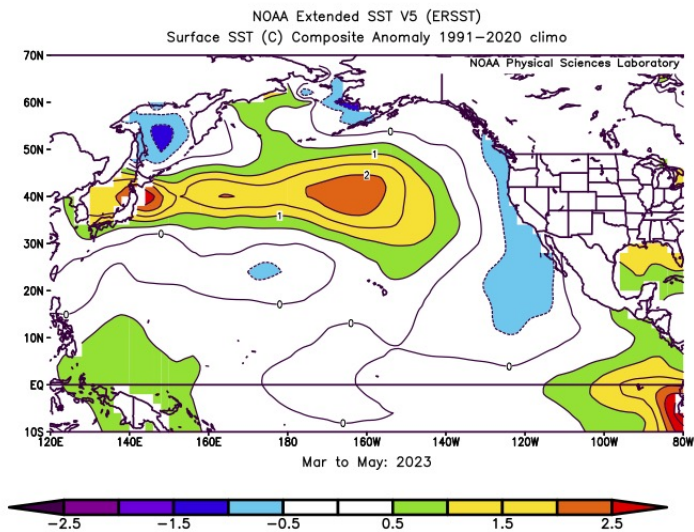 NOAA Extended SST V5 (ERSST)
Surface SST (C) Composite Anomaly 1991-2020 climo
NOAA Physical Sciences Laboratory
70N
60N
50N
40N
30N
20N
10N
EQ
10S
0
1
2
1
0
0
0
0
0
120E 140E 160E 180 160W 140W 120W 100W 80W
Mar to May: 2023
-2.5 -1.5 -0.5 0.5 1.5 2.5